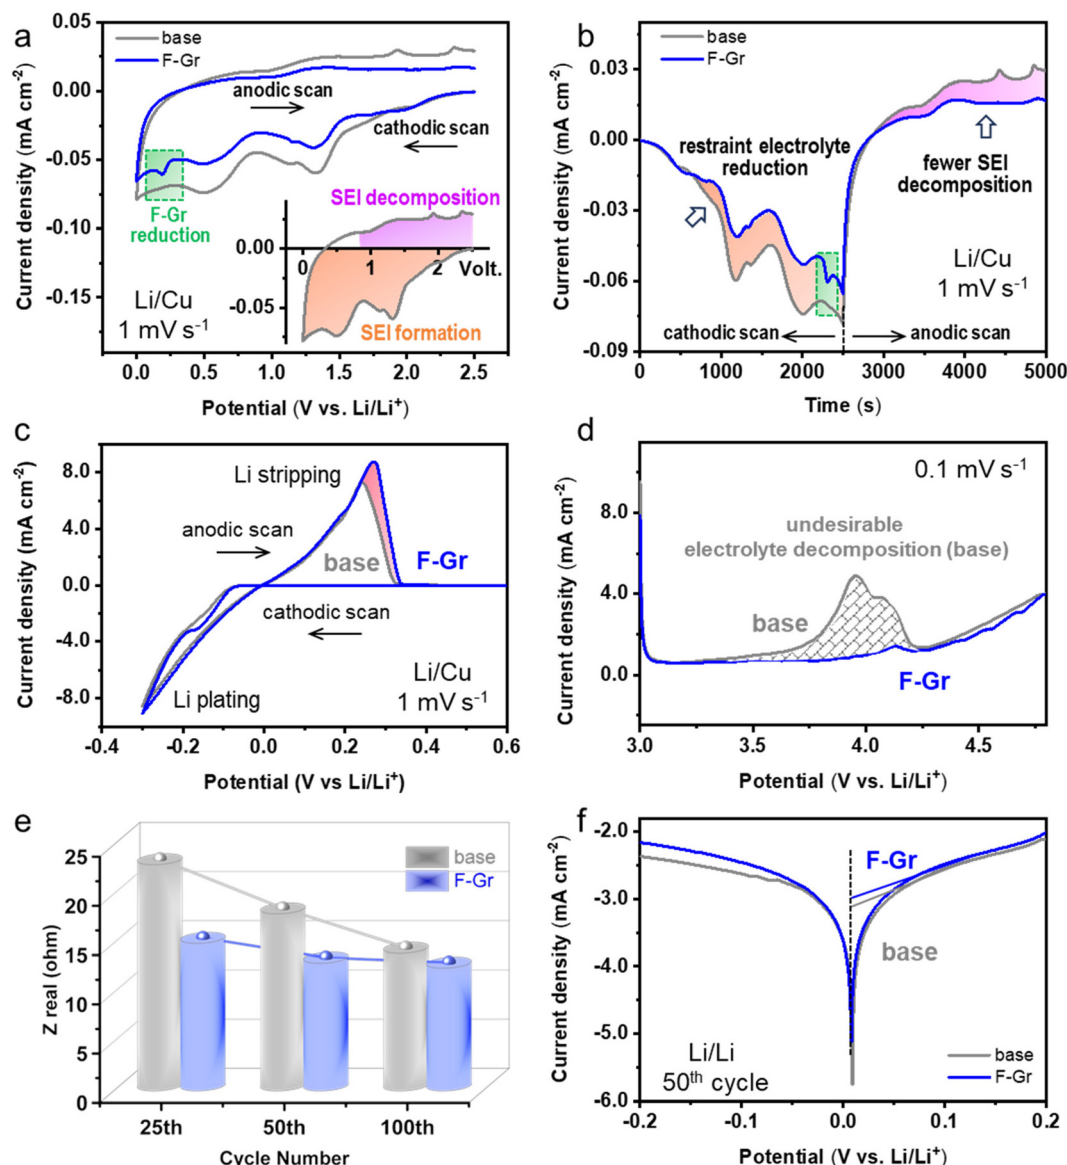 a
base
F-Gr
anodic scan
cathodic scan
F-Gr
reduction
SEI decomposition
0.00
0 1 2 Volt.
-0.05
SEI formation
Li/Cu
1 mV s⁻¹
0.05
0.00
-0.05
-0.10
-0.15
0.0 0.5 1.0 1.5 2.0 2.5
Current density (mA cm⁻²)
Potential (V vs. Li/Li⁺)
b
base
F-Gr
restraint electrolyte
reduction
fewer SEI
decomposition
Li/Cu
1 mV s⁻¹
cathodic scan
anodic scan
0.03
0.00
-0.03
-0.06
-0.09
0 1000 2000 3000 4000 5000
Current density (mA cm⁻²)
Time (s)
c
Li stripping
anodic scan
base
F-Gr
cathodic scan
Li plating
Li/Cu
1 mV s⁻¹
8.0
4.0
0.0
-4.0
-8.0
-0.4 -0.2 0.0 0.2 0.4 0.6
Current density (mA cm⁻²)
Potential (V vs Li/Li⁺)
d
0.1 mV s⁻¹
undesirable
electrolyte decomposition (base)
base
F-Gr
8.0
4.0
0.0
3.0 3.5 4.0 4.5
Current density (mA cm⁻²)
Potential (V vs. Li/Li⁺)
e
base
F-Gr
25
20
15
10
5
0
25th 50th 100th
Z real (ohm)
Cycle Number
f
F-Gr
base
Li/Li
50ᵗʰ cycle
base
F-Gr
-2.0
-3.0
-4.0
-5.0
-6.0
-0.2 -0.1 0.0 0.1 0.2
Current density (mA cm⁻²)
Potential (V vs. Li/Li⁺)